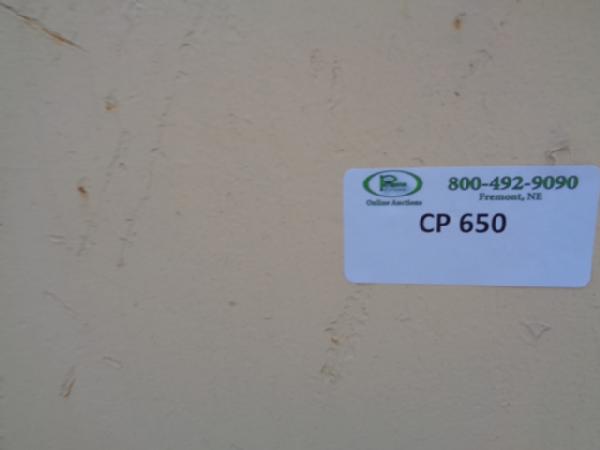 800-492-9090
Online Auctions
Fremont, NE
CP 650